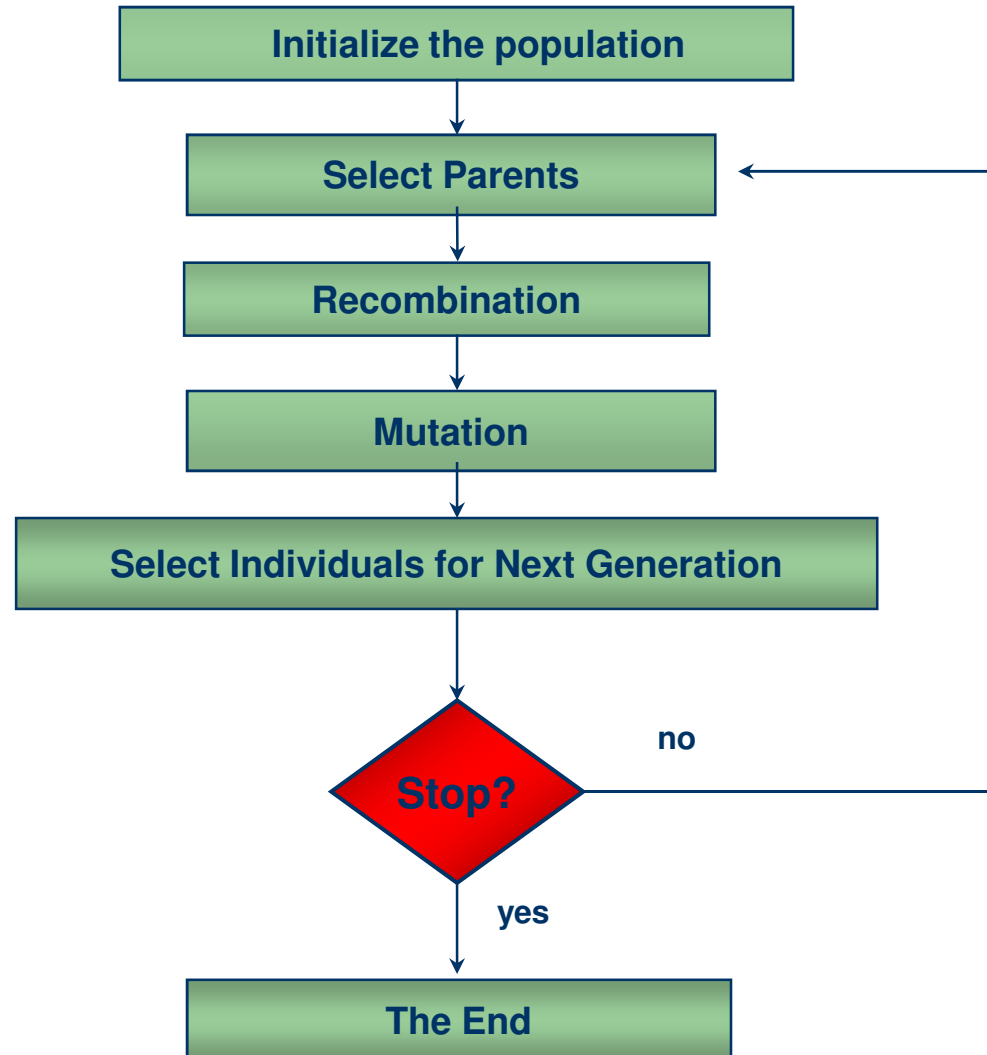 Initialize the population
Select Parents
Recombination
Mutation
Select Individuals for Next Generation
Stop?
no
yes
The End